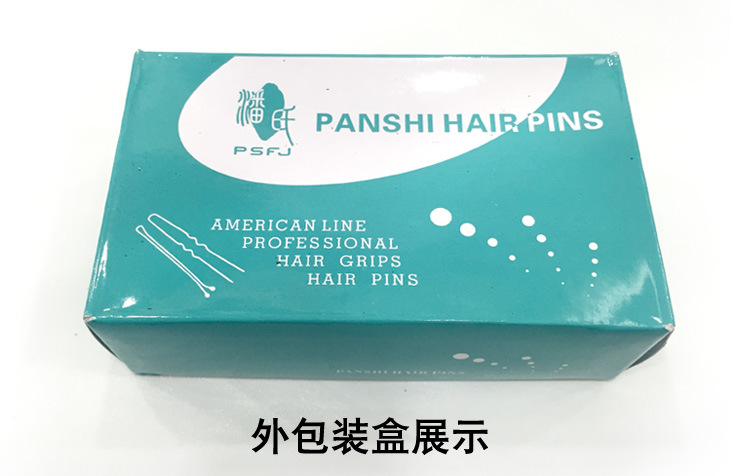 潘氏
PSFJ
PANSHI HAIR PINS
AMERICAN LINE
PROFESSIONAL
HAIR GRIPS
HAIR PINS
PANSHI HAIR PINS
外包装盒展示